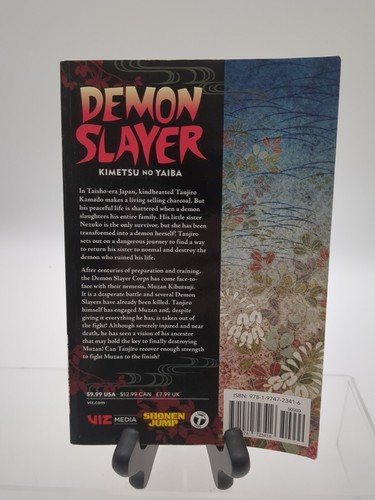 DEMON
SLAYER
KIMETSU NO YAIBA
In Taisho-era Japan, kindhearted Tanjiro
Kamado makes a living selling charcoal. But
his peaceful life is shattered when a demon
slaughters his entire family. His little sister
Nezuko is the only survivor, but she has been
transformed into a demon herself! Tanjiro
sets out on a dangerous journey to find a way
to return his sister to normal and destroy the
demon who ruined his life.
After centuries of preparation and training,
the Demon Slayer Corps has come face-to-
face with their nemesis, Muzan Kibutsuji.
It is a desperate battle and several Demon
Slayers have already been killed. Tanjiro
himself has engaged Muzan and, despite
giving it everything he has, is taken out of
the fight! Although severely injured and near
death, he has seen a vision of his ancestor
that may hold the key to finally destroying
Muzan! Can Tanjiro recover enough strength
to fight Muzan to the finish?
$9.99 USA $12.99 CAN £7.99 UK
viz.com
VIZ MEDIA
SHONEN
JUMP
T
ISBN: 978-1-9747-2341-6
50999